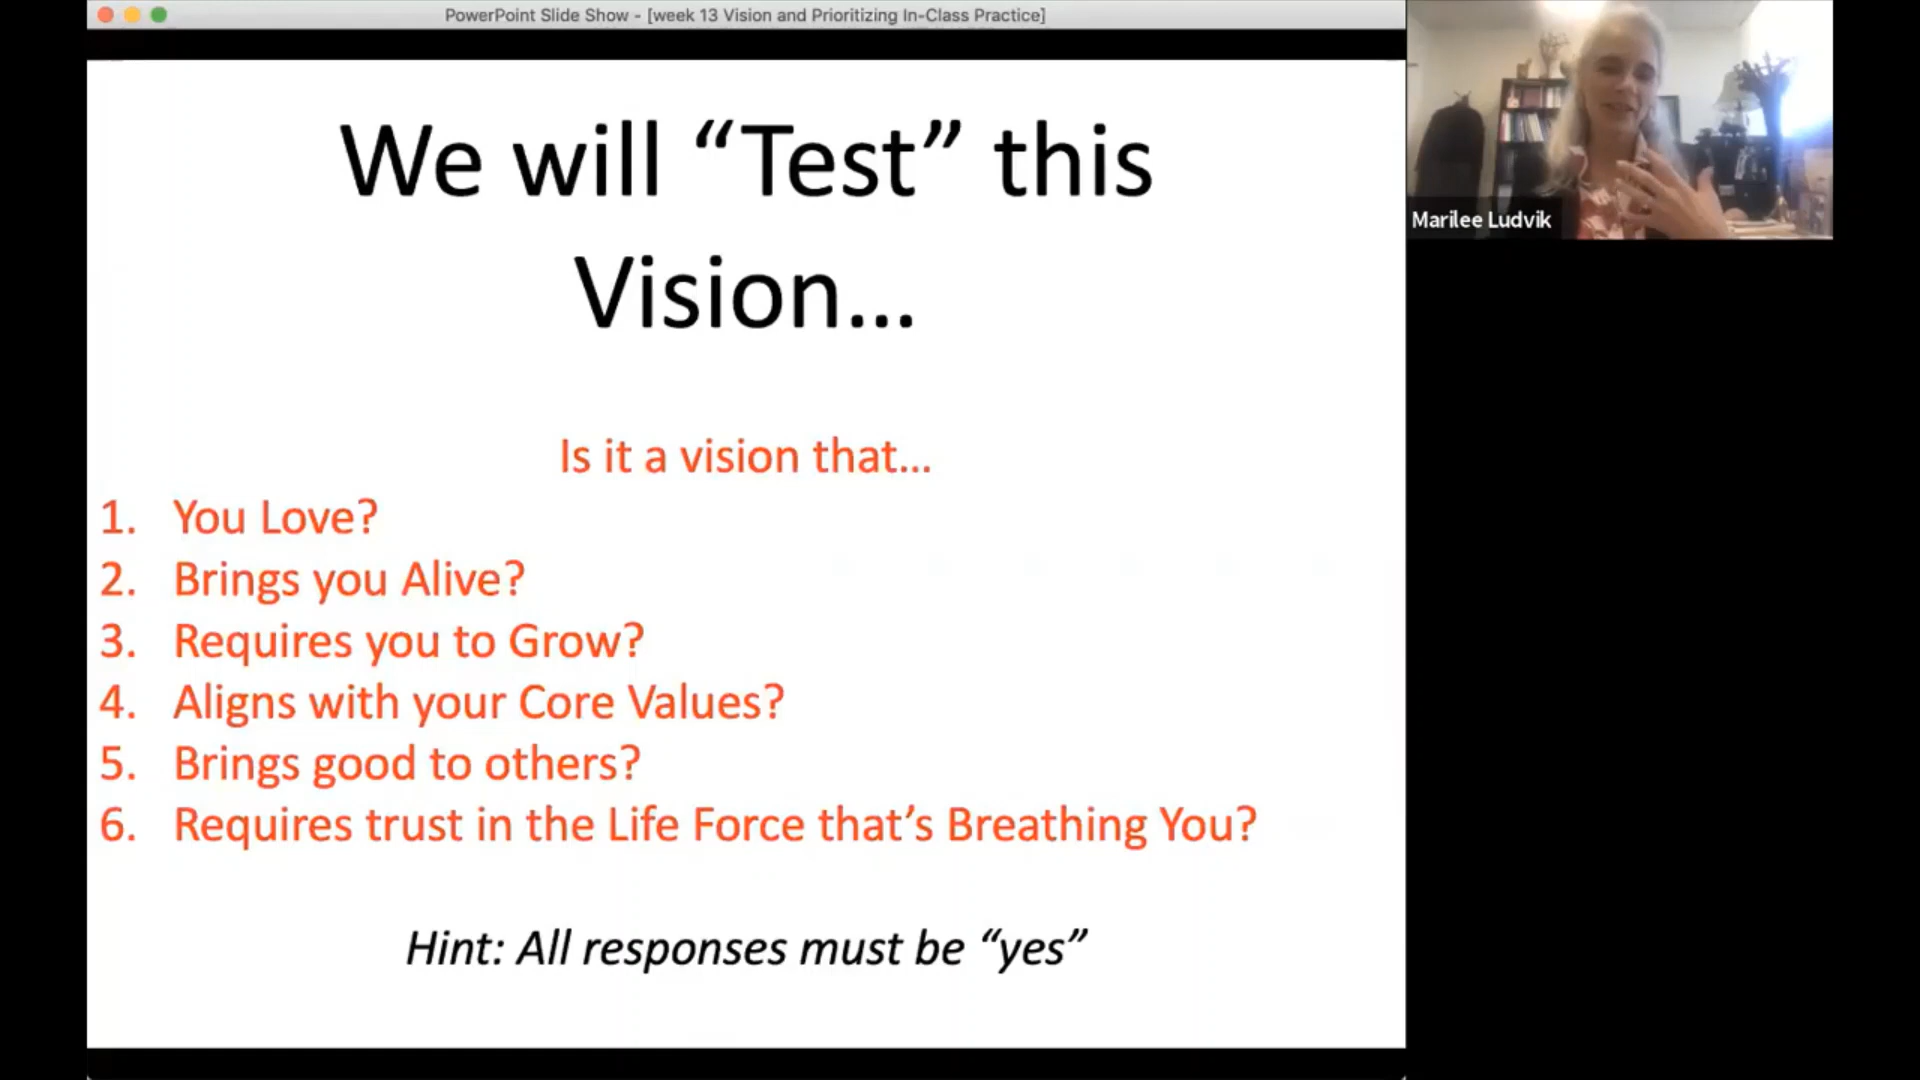 PowerPoint Slide Show - [week 13 Vision and Prioritizing In-Class Practice]
We will “Test” this
Vision...
Is it a vision that...
1. You Love?
2. Brings you Alive?
3. Requires you to Grow?
4. Aligns with your Core Values?
5. Brings good to others?
6. Requires trust in the Life Force that’s Breathing You?
Hint: All responses must be “yes”
Marilee Ludvik